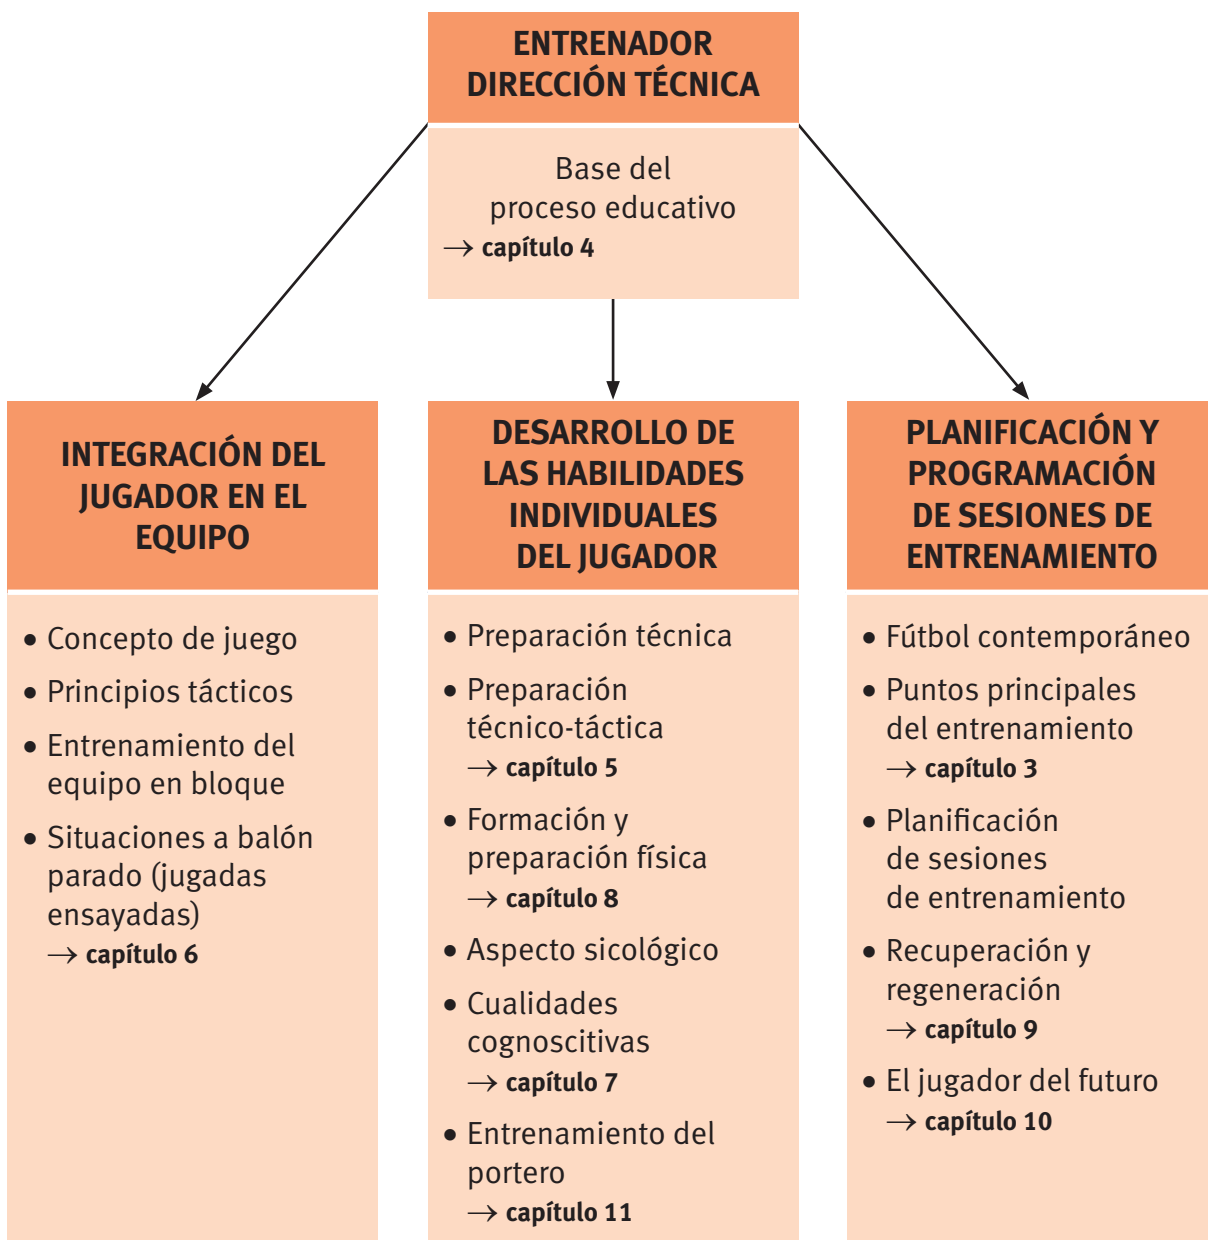 ENTRENADOR
DIRECCIÓN TÉCNICA
Base del
proceso educativo
→ capítulo 4
INTEGRACIÓN DEL
JUGADOR EN EL
EQUIPO
• Concepto de juego
• Principios tácticos
• Entrenamiento del
equipo en bloque
• Situaciones a balón
parado (jugadas
ensayadas)
→ capítulo 6
DESARROLLO DE
LAS HABILIDADES
INDIVIDUALES
DEL JUGADOR
• Preparación técnica
• Preparación
técnico-táctica
→ capítulo 5
• Formación y
preparación física
→ capítulo 8
• Aspecto sicológico
• Cualidades
cognoscitivas
→ capítulo 7
• Entrenamiento del
portero
→ capítulo 11
PLANIFICACIÓN Y
PROGRAMACIÓN
DE SESIONES DE
ENTRENAMIENTO
• Fútbol contemporáneo
• Puntos principales
del entrenamiento
→ capítulo 3
• Planificación
de sesiones
de entrenamiento
• Recuperación y
regeneración
→ capítulo 9
• El jugador del futuro
→ capítulo 10